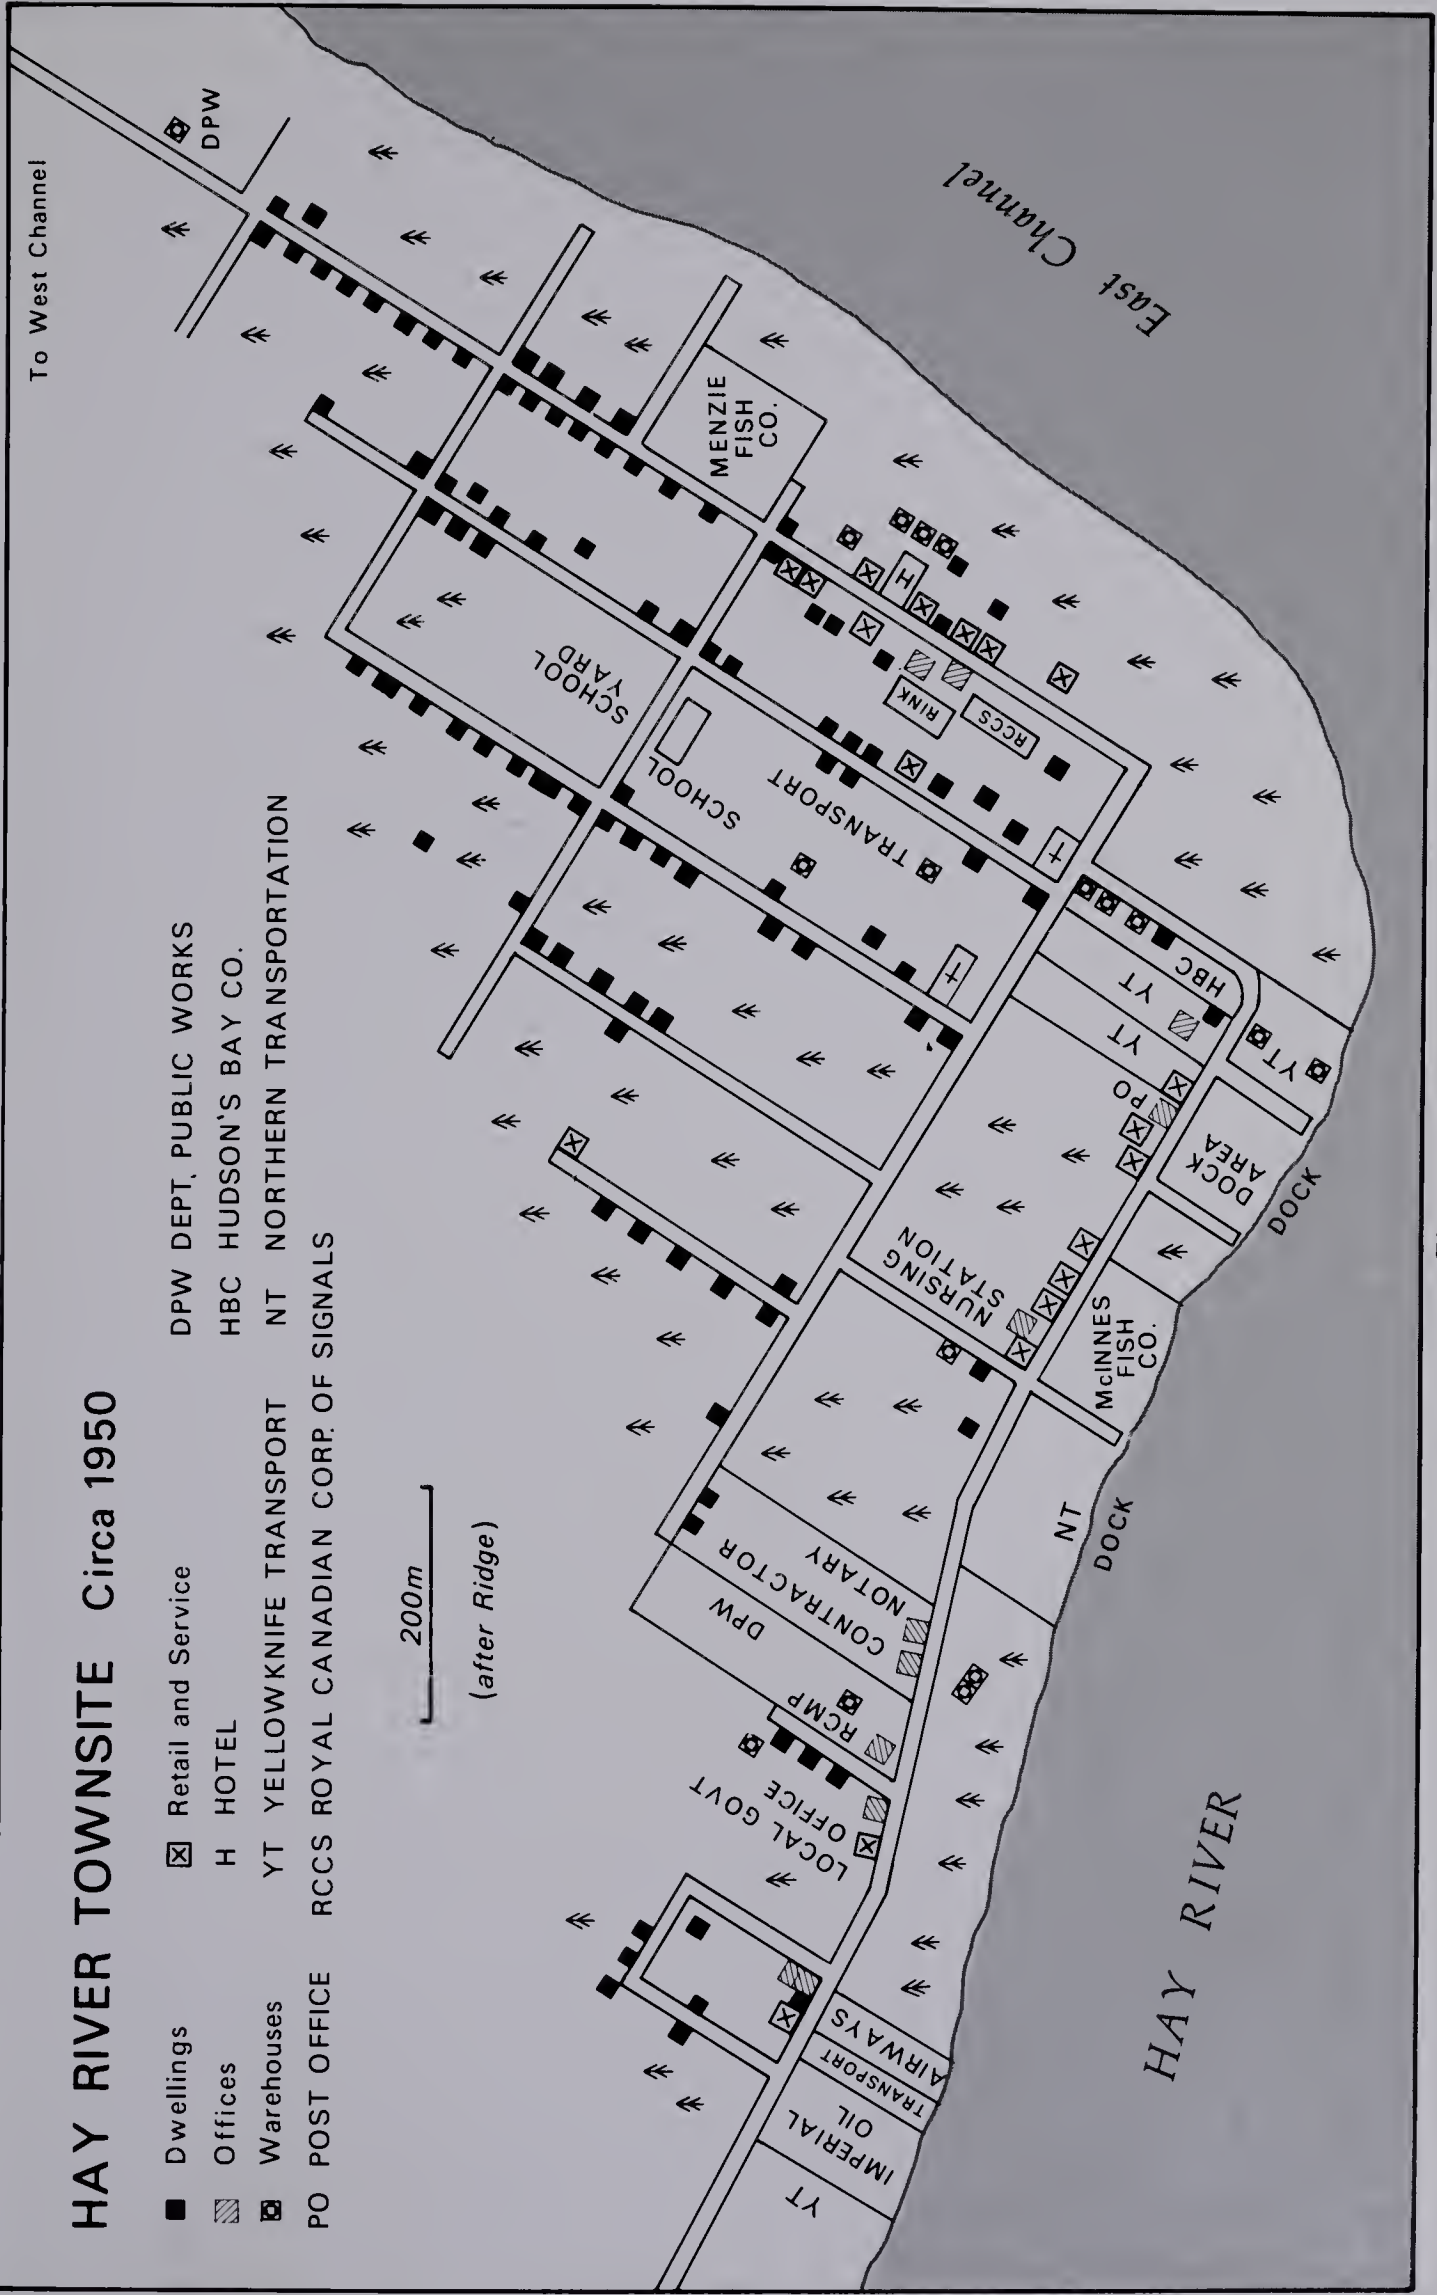 HAY RIVER TOWNSITE Circa 1950
Dwellings
Retail and Service
DPW DEPT. PUBLIC WORKS
Offices
H HOTEL
HBC HUDSON'S BAY CO.
Warehouses
YT YELLOWKNIFE TRANSPORT
NT NORTHERN TRANSPORTATION
PO POST OFFICE
RCCS ROYAL CANADIAN CORP. OF SIGNALS
200m
(after Ridge)
To West Channel
DPW
East Channel
MENZIE
FISH
CO.
H
SCHOOL
YARD
SCHOOL
RINK
RCCS
TRANSPORT
HBC
YT
YT
YT
PO
DOCK
AREA
DOCK
NURSING
STATION
McINNES
FISH
CO.
NT
DOCK
NOTARY
CONTRACTOR
DPW
RCMP
LOCAL GOVT
OFFICE
AIRWAYS
TRANSPORT
IMPERIAL
OIL
YT
HAY RIVER